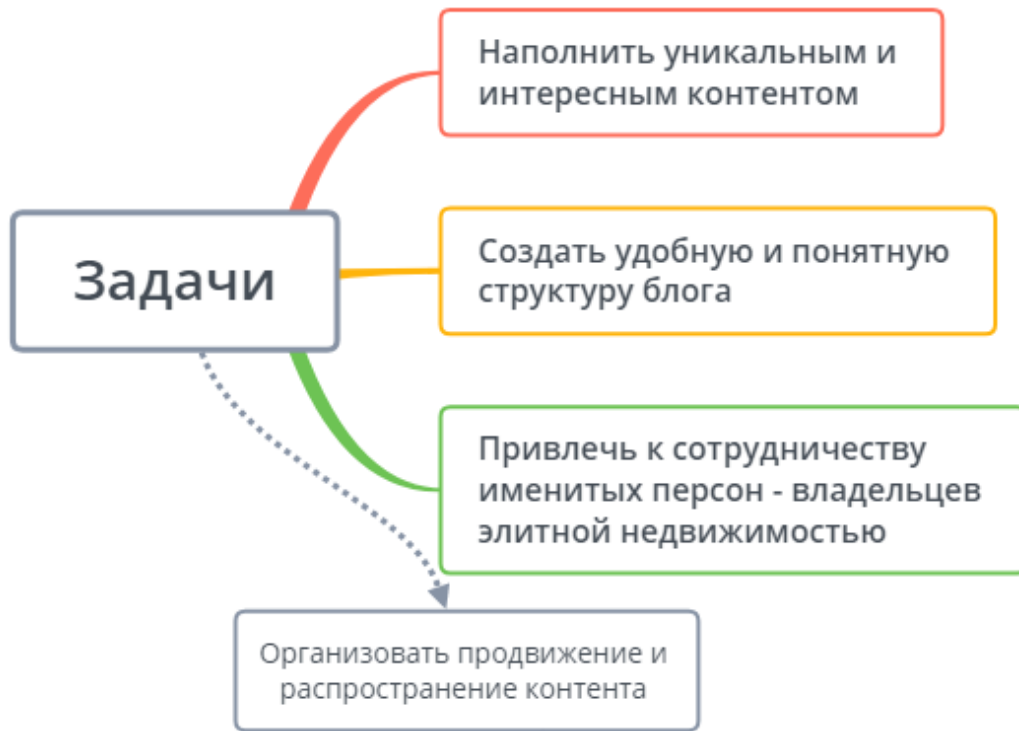 Задачи
Наполнить уникальным и
интересным контентом
Создать удобную и понятную
структуру блога
Привлечь к сотрудничеству
именитых персон - владельцев
элитной недвижимостью
Организовать продвижение и
распространение контента